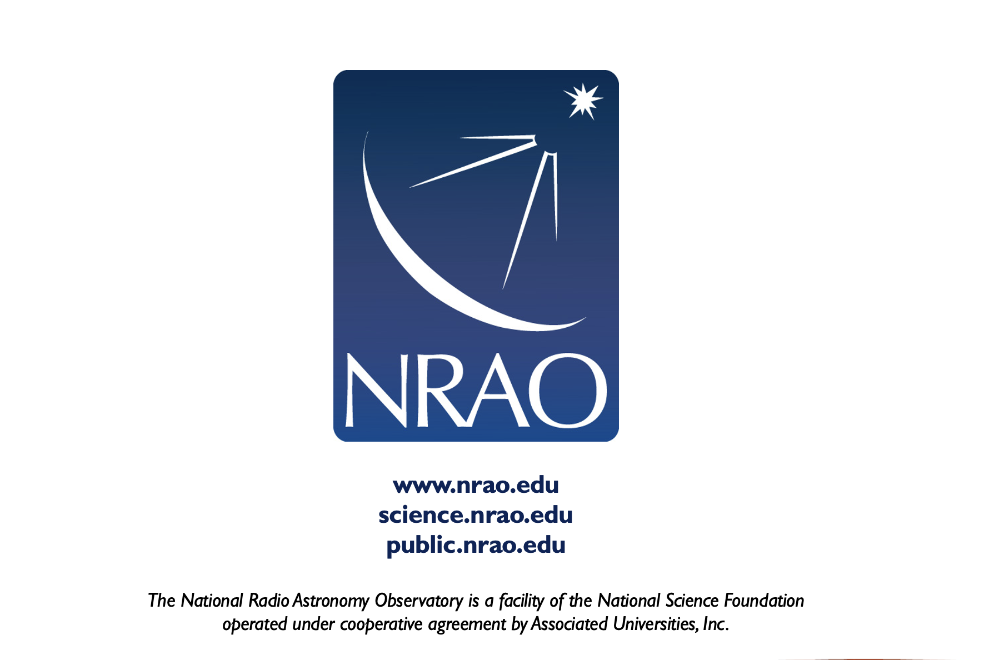 NRAO
www.nrao.edu
science.nrao.edu
public.nrao.edu
The National Radio Astronomy Observatory is a facility of the National Science Foundation
operated under cooperative agreement by Associated Universities, Inc.